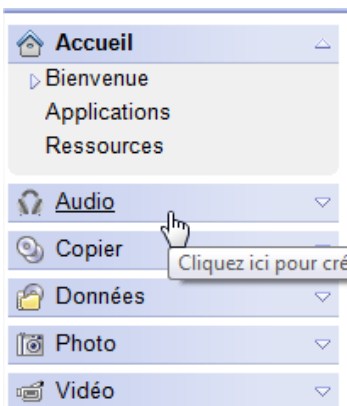 Accueil
Bienvenue
Applications
Ressources
Audio
Copier
Cliquez ici pour cré
Données
Photo
Vidéo